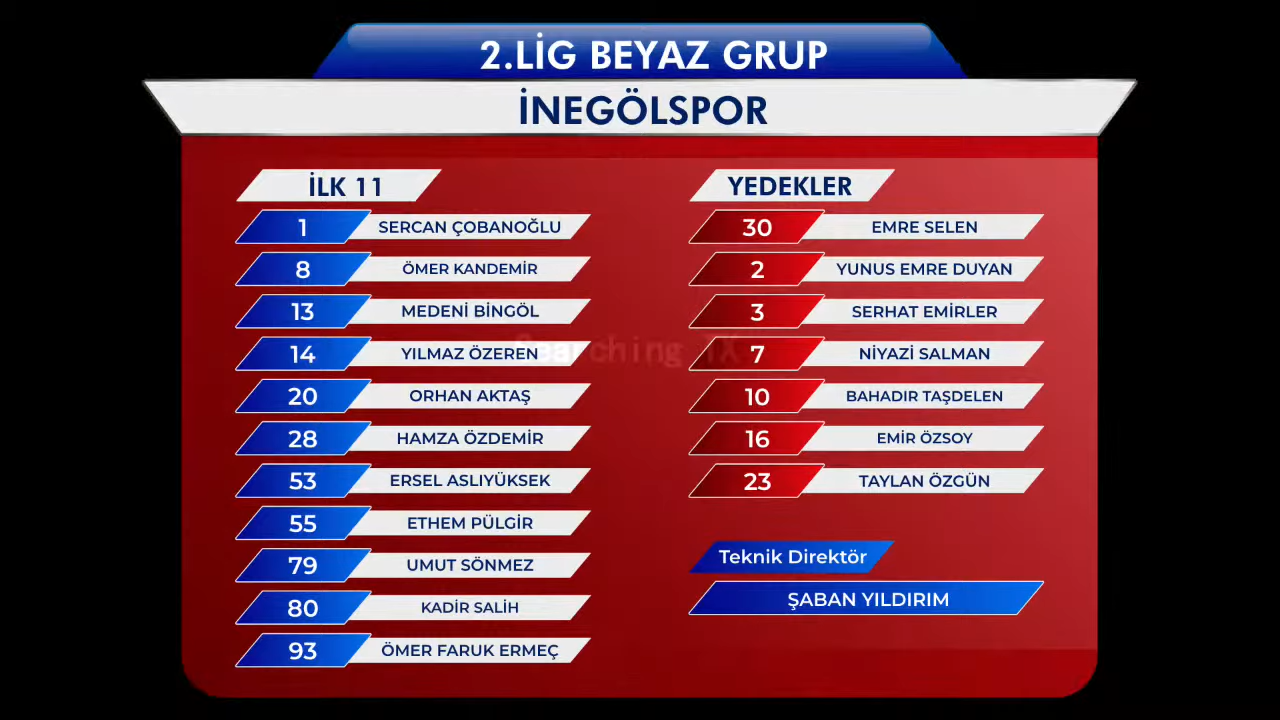 2.LİG BEYAZ GRUP
İNEGÖLSPOR
İLK 11
1 SERCAN ÇOBANOĞLU
8 ÖMER KANDEMİR
13 MEDENİ BİNGÖL
14 YILMAZ ÖZEREN
20 ORHAN AKTAŞ
28 HAMZA ÖZDEMİR
53 ERSEL ASLIYÜKSEK
55 ETHEM PÜLGİR
79 UMUT SÖNMEZ
80 KADİR SALİH
93 ÖMER FARUK ERMEÇ
YEDEKLER
30 EMRE SELEN
2 YUNUS EMRE DUYAN
3 SERHAT EMİRLER
7 NİYAZİ SALMAN
10 BAHADIR TAŞDELEN
16 EMİR ÖZSOY
23 TAYLAN ÖZGÜN
Teknik Direktör
ŞABAN YILDIRIM
Searching TX